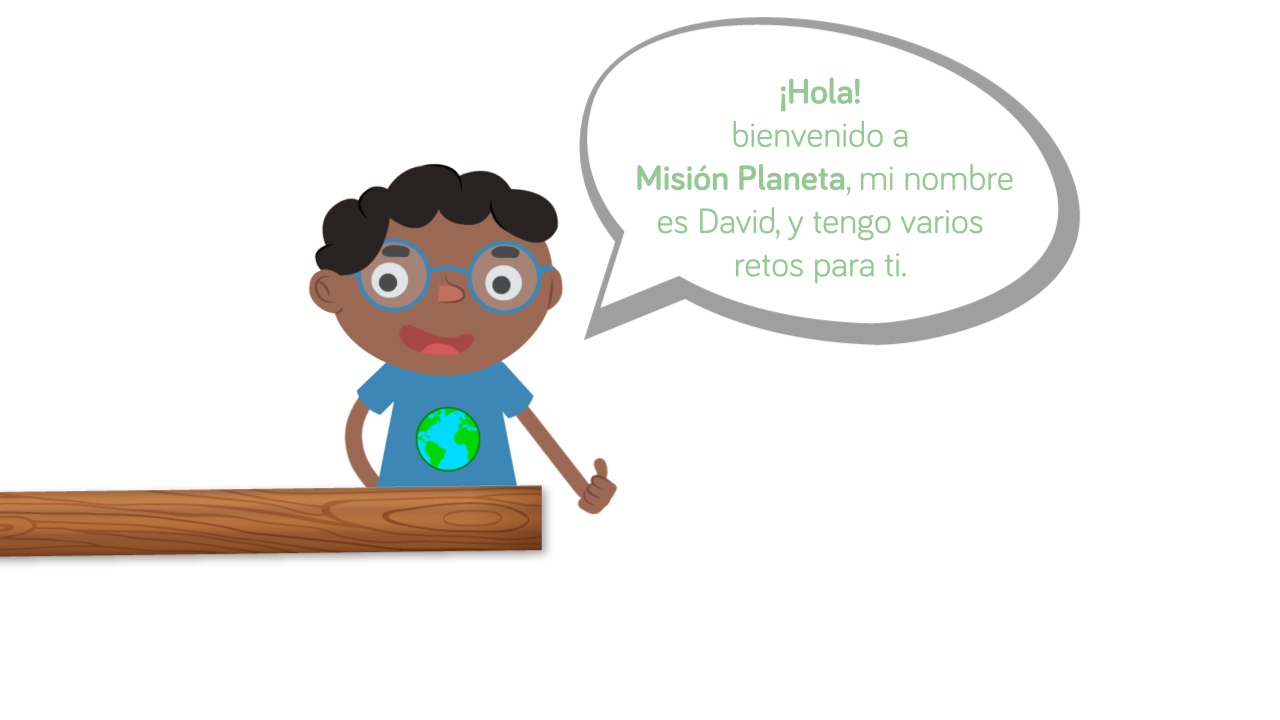 ¡Hola!
bienvenido a
Misión Planeta, mi nombre
es David, y tengo varios
retos para ti.